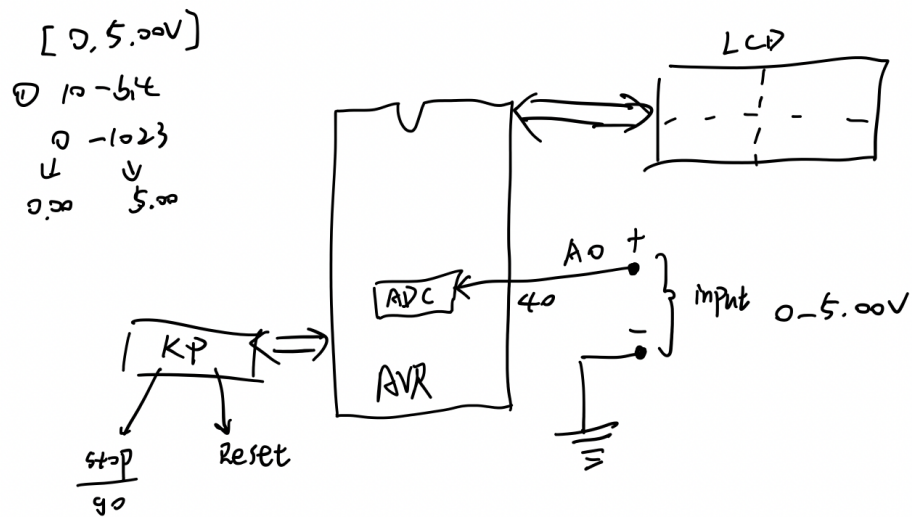 [0, 5.00V]
① 10-bit
0 - 1023
0.00 5.00
LCD
ADC
A0 +
40
-
input 0-5.00V
KP
AVR
stop
go
Reset